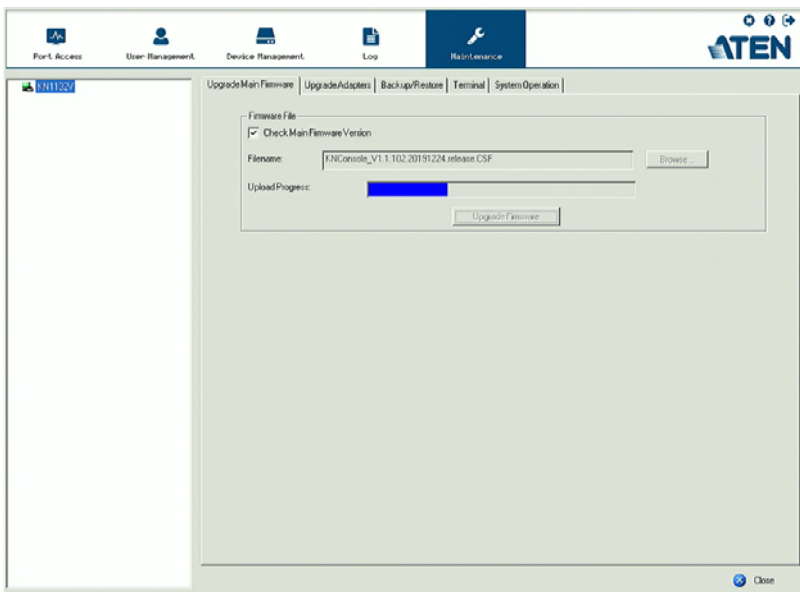 Port Access
User Management
Device Management
Log
Maintenance
ATEN
KN1132V
Upgrade Main Firmware
Upgrade Adapters
Backup/Restore
Terminal
System Operation
Firmware File
Check Main Firmware Version
Filename:
KNConsole_V1.1.102.20191224.release.CSF
Browse...
Upload Progress:
Upgrade Firmware
Close